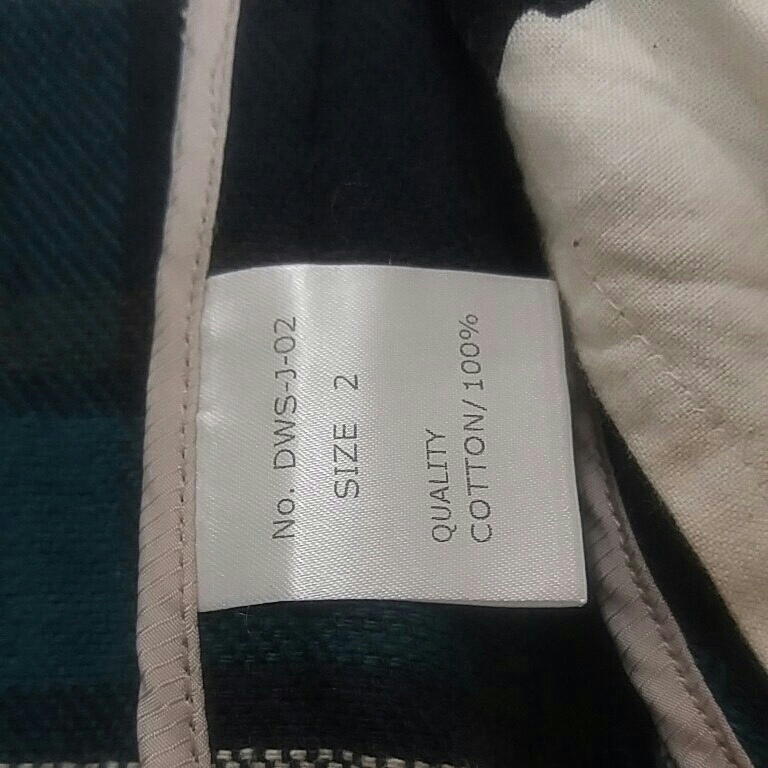 No. DWS-J-02
SIZE 2
QUALITY
COTTON/100%